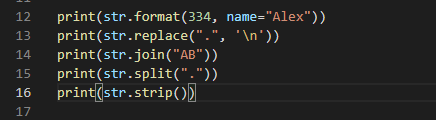 12 print(str.format(334, name="Alex"))
13 print(str.replace(".", '\n'))
14 print(str.join("AB"))
15 print(str.split("."))
16 print(str.strip())
17